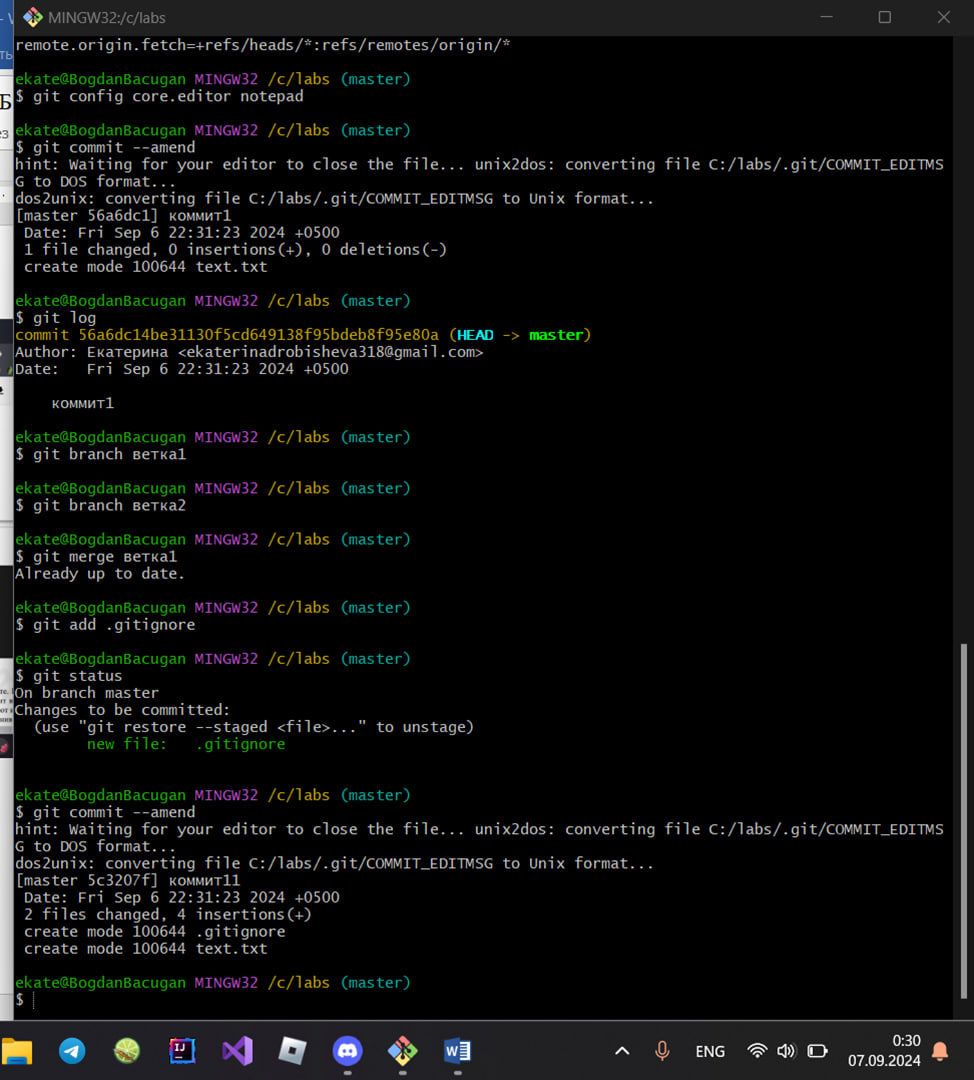 MINGW32:/c/labs
remote.origin.fetch=+refs/heads/*:refs/remotes/origin/*
ekate@BogdanBacugan MINGW32 /c/labs (master)
$ git config core.editor notepad
ekate@BogdanBacugan MINGW32 /c/labs (master)
$ git commit --amend
hint: Waiting for your editor to close the file... unix2dos: converting file C:/labs/.git/COMMIT_EDITMS
G to DOS format...
dos2unix: converting file C:/labs/.git/COMMIT_EDITMSG to Unix format...
[master 56a6dc1] коммит1
Date: Fri Sep 6 22:31:23 2024 +0500
1 file changed, 0 insertions(+), 0 deletions(-)
create mode 100644 text.txt
ekate@BogdanBacugan MINGW32 /c/labs (master)
$ git log
commit 56a6dc14be31130f5cd649138f95bdeb8f95e80a (HEAD -> master)
Author: Екатерина <ekaterinadrobisheva318@gmail.com>
Date:   Fri Sep 6 22:31:23 2024 +0500
коммит1
ekate@BogdanBacugan MINGW32 /c/labs (master)
$ git branch ветка1
ekate@BogdanBacugan MINGW32 /c/labs (master)
$ git branch ветка2
ekate@BogdanBacugan MINGW32 /c/labs (master)
$ git merge ветка1
Already up to date.
ekate@BogdanBacugan MINGW32 /c/labs (master)
$ git add .gitignore
ekate@BogdanBacugan MINGW32 /c/labs (master)
$ git status
On branch master
Changes to be committed:
(use "git restore --staged <file>..." to unstage)
new file:   .gitignore
ekate@BogdanBacugan MINGW32 /c/labs (master)
$ git commit --amend
hint: Waiting for your editor to close the file... unix2dos: converting file C:/labs/.git/COMMIT_EDITMS
G to DOS format...
dos2unix: converting file C:/labs/.git/COMMIT_EDITMSG to Unix format...
[master 5c3207f] коммит11
Date: Fri Sep 6 22:31:23 2024 +0500
2 files changed, 4 insertions(+)
create mode 100644 .gitignore
create mode 100644 text.txt
ekate@BogdanBacugan MINGW32 /c/labs (master)
$
ENG
0:30
07.09.2024